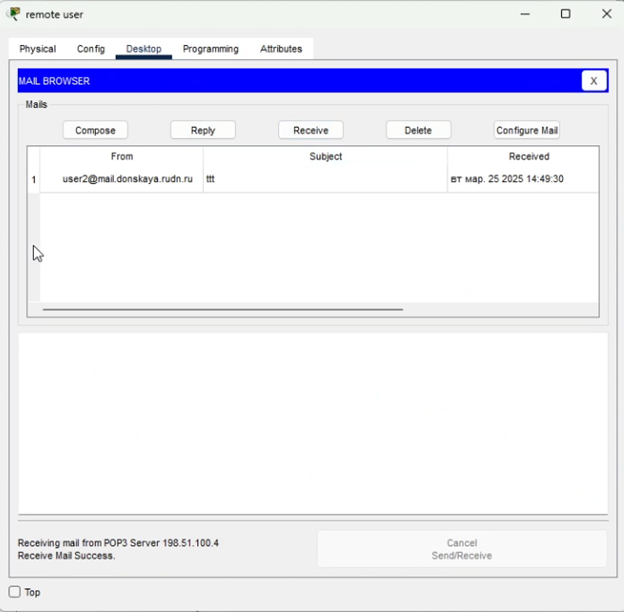 remote user
Physical Config Desktop Programming Attributes
MAIL BROWSER X
Mails
Compose Reply Receive Delete Configure Mail
From Subject Received
1 user2@mail.donskaya.rudn.ru ttt вт мар. 25 2025 14:49:30
Receiving mail from POP3 Server 198.51.100.4
Receive Mail Success.
Cancel
Send/Receive
Top